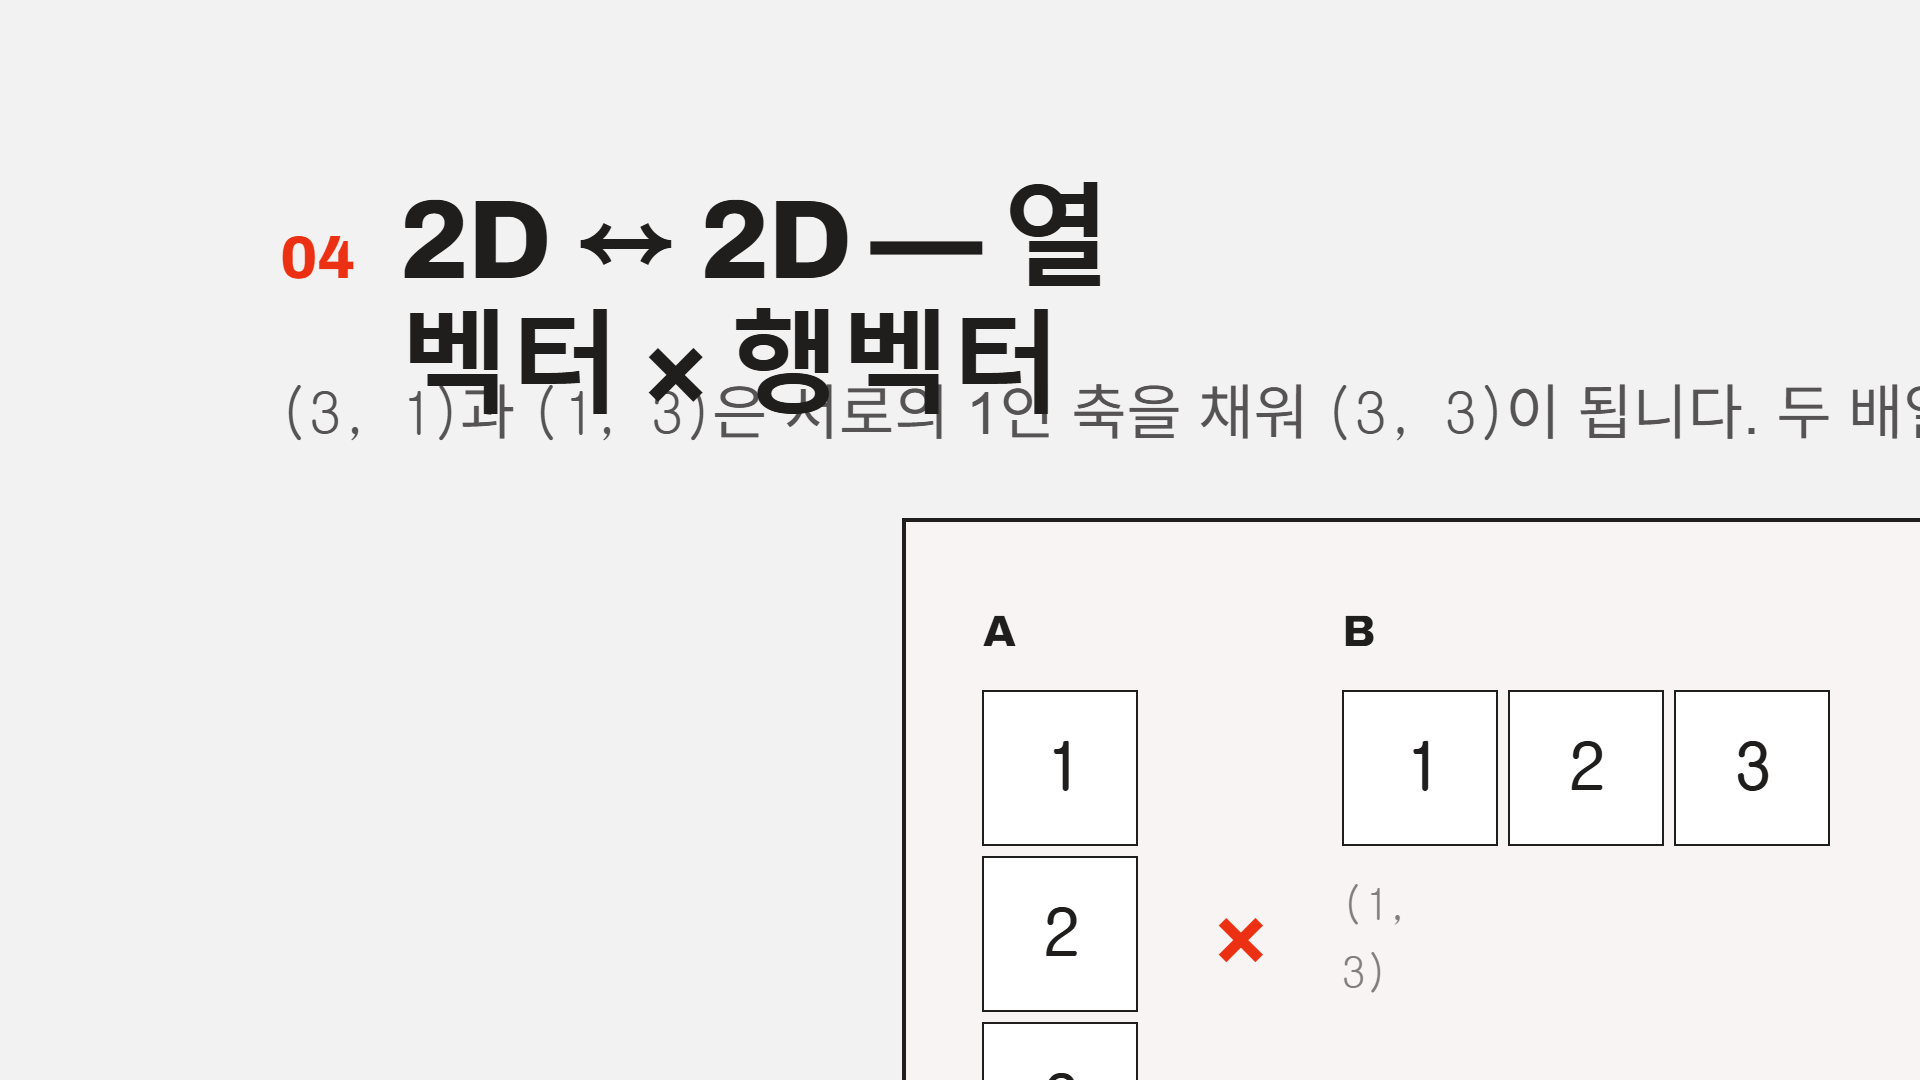 04 2D ↔ 2D — 열
벡터 × 행벡터
(3, 1)과 (1, 3)은 서로의 1인 축을 채워 (3, 3)이 됩니다. 두
A
B
1
1 2 3
2
×
(1,
3)